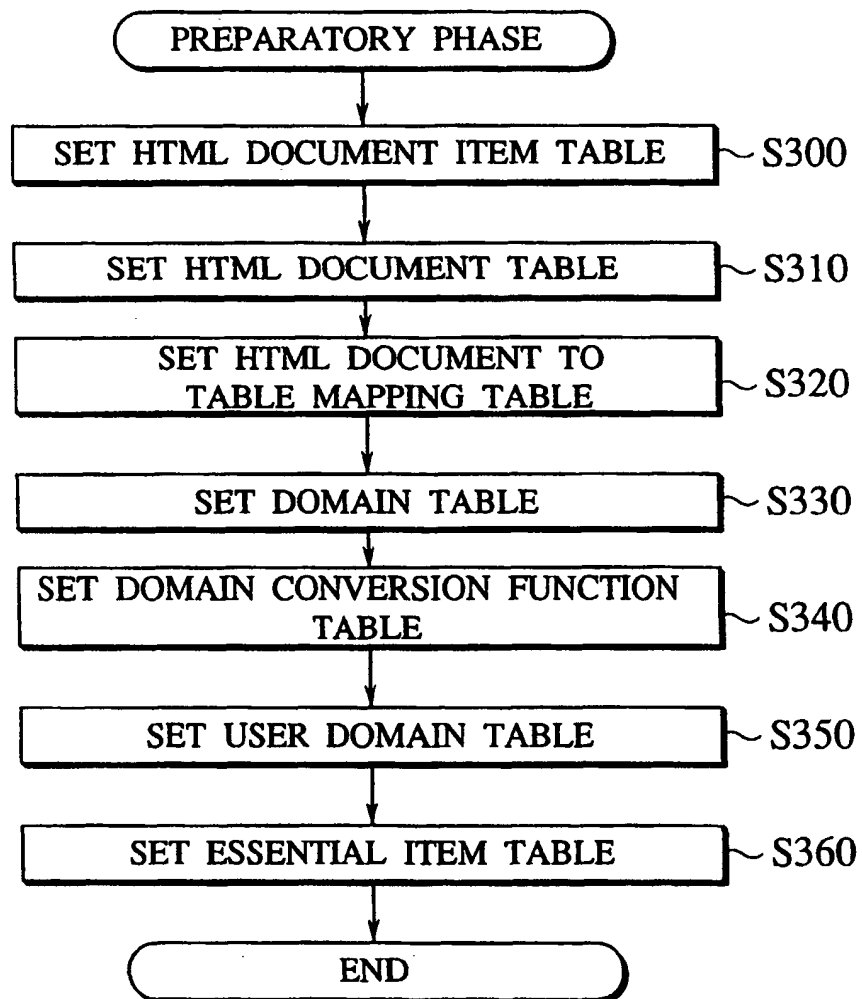 PREPARATORY PHASE
SET HTML DOCUMENT ITEM TABLE
S300
SET HTML DOCUMENT TABLE
S310
SET HTML DOCUMENT TO
TABLE MAPPING TABLE
S320
SET DOMAIN TABLE
S330
SET DOMAIN CONVERSION FUNCTION
TABLE
S340
SET USER DOMAIN TABLE
S350
SET ESSENTIAL ITEM TABLE
S360
END